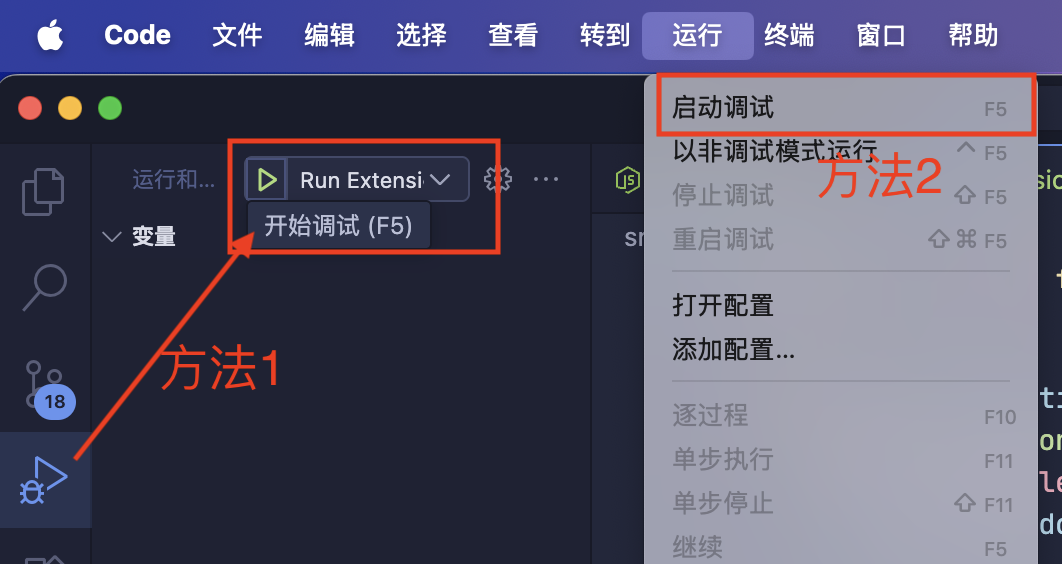 Code 文件 编辑 选择 查看 转到 运行 终端 窗口 帮助
运行和... Run Extensi
开始调试 (F5)
变量
方法1
18
启动调试 F5
以非调试模式运行 ^ F5
方法2
停止调试 ⇧ F5
重启调试 ⇧ ⌘ F5
打开配置
添加配置...
逐过程 F10
单步执行 F11
单步停止 ⇧ F11
继续 F5